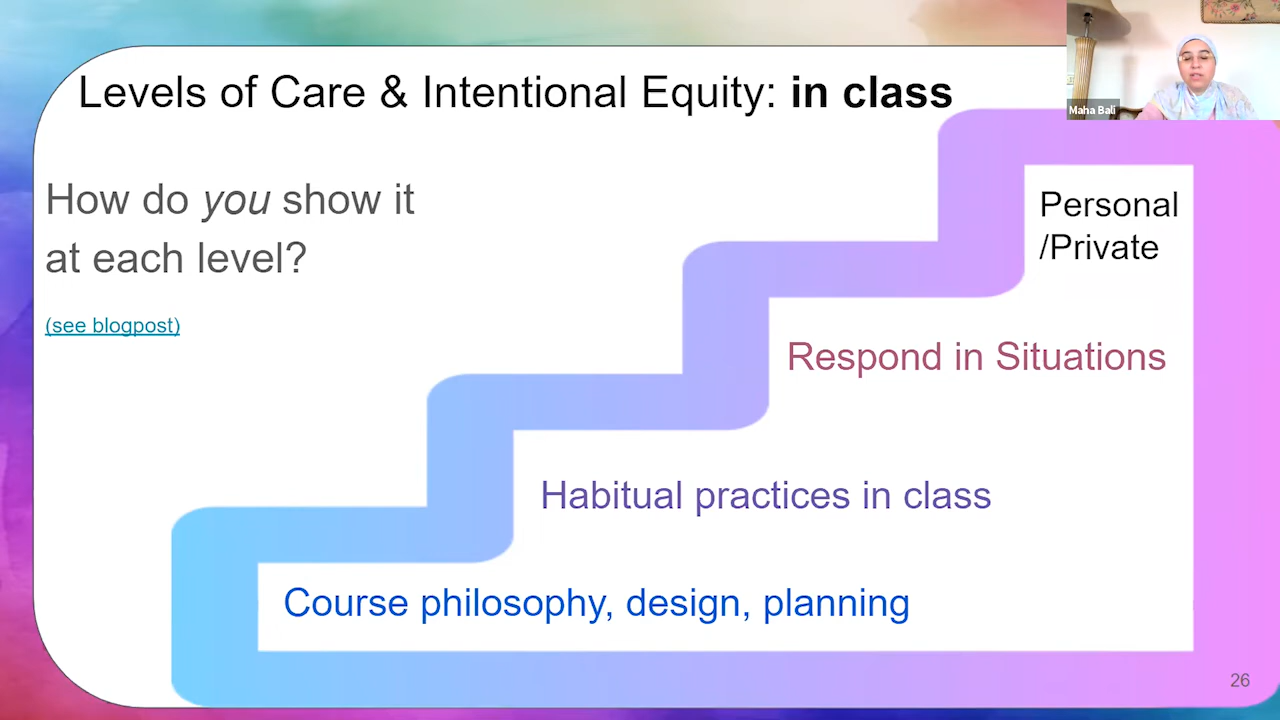 Levels of Care & Intentional Equity: in class
Maha Bali
How do you show it
at each level?
(see blogpost)
Personal
/Private
Respond in Situations
Habitual practices in class
Course philosophy, design, planning
26